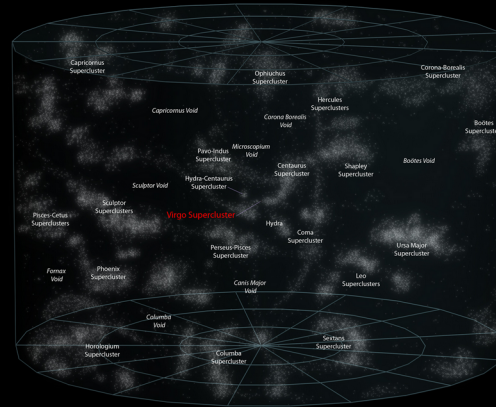 Capricornus
Supercluster
Ophiuchus
Supercluster
Corona-Borealis
Supercluster
Capricornus Void
Hercules
Superclusters
Corona Borealis
Void
Boötes
Supercluste
Pavo-Indus
Supercluster
Microscopium
Void
Centaurus
Supercluster
Shapley
Supercluster
Boötes Void
Sculptor Void
Hydra-Centaurus
Supercluster
Pisces-Cetus
Superclusters
Sculptor
Superclusters
Virgo Supercluster
Hydra
Coma
Supercluster
Perseus-Pisces
Supercluster
Ursa Major
Supercluster
Fornax
Void
Phoenix
Supercluster
Canis Major
Void
Leo
Superclusters
Columba
Void
Horologium
Supercluster
Columba
Supercluster
Sextans
Supercluster